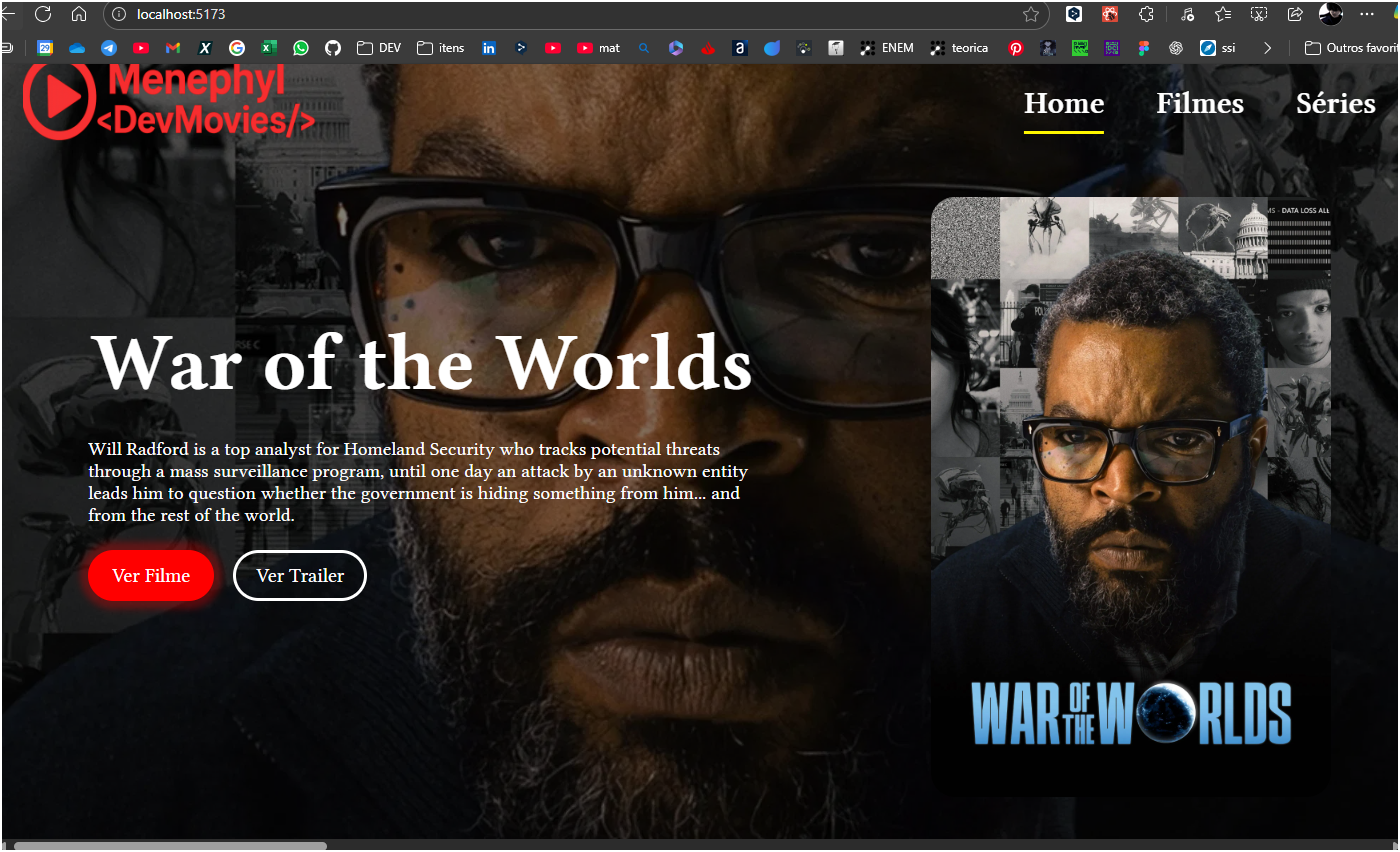 localhost:5173
29
DEV
itens
in
mat
a
ENEM
teorica
ssi
Outros favorit
Menephyl
<DevMovies/>
Home
Filmes
Séries
MS - DATA LOSS ALL
War of the Worlds
Will Radford is a top analyst for Homeland Security who tracks potential threats
through a mass surveillance program, until one day an attack by an unknown entity
leads him to question whether the government is hiding something from him... and
from the rest of the world.
Ver Filme
Ver Trailer
WAR OF THE WORLDS